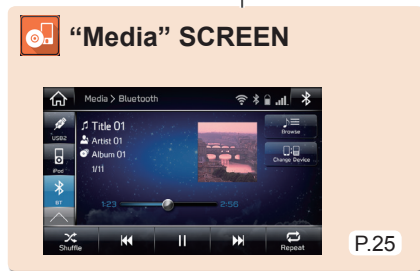 “Media” SCREEN
Media > Bluetooth
USB2
Title 01
Artist 01
Album 01
1/11
Browse
iPod
Change Device
BT
1:23
2:56
Shuffle
Repeat
P.25